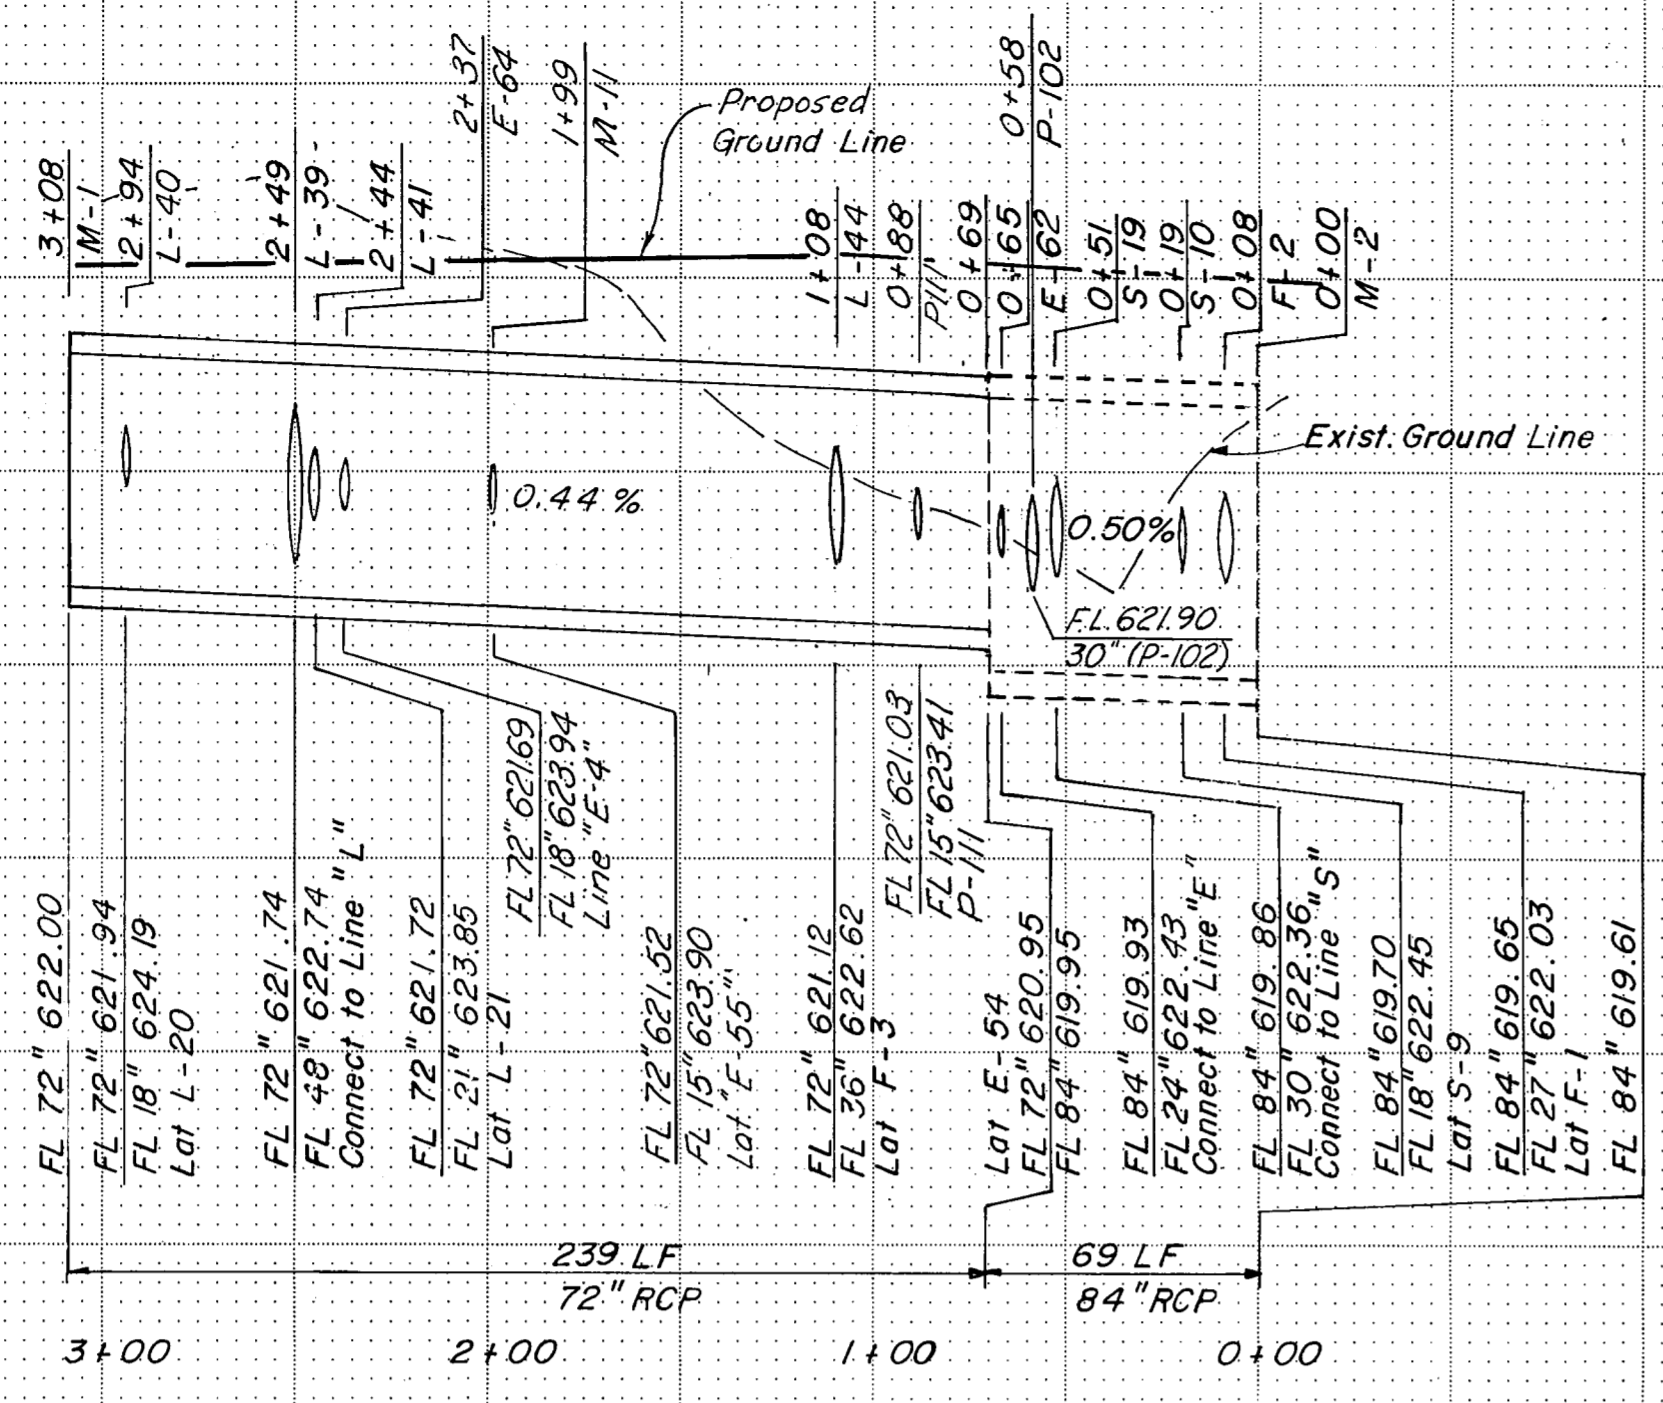 3+08
M-1
2+94
L-40
2+49
L-39
2+44
L-41
2+37
E-64
1+99
M-11
Proposed
Ground Line
1+08
L-44
0+88
P111
0+69
0+65
E-62
0+58
P-102
0+51
S-19
0+19
S-10
0+08
F-2
0+00
M-2
Exist. Ground Line
0.44%
0.50%
F.L. 621.90
30" (P-102)
FL 72" 622.00
FL 72" 621.94
FL 18" 624.19
Lat L-20
FL 72" 621.74
FL 48" 622.74
Connect to Line "L"
FL 72" 621.72
FL 21" 623.85
Lat L-21
FL 72" 621.69
FL 18" 623.94
Line "E-4"
FL 72" 621.52
FL 15" 623.90
Lat "E-55"
FL 72" 621.12
FL 36" 622.62
Lat F-3
FL 72" 621.03
FL 15" 623.41
P-111
Lat E-54
FL 72" 620.95
FL 84" 619.95
FL 84" 619.93
FL 24" 622.43
Connect to Line "E"
FL 84" 619.86
FL 30" 622.36
Connect to Line "S"
FL 84" 619.70
FL 18" 622.45
Lat S-9
FL 84" 619.65
FL 27" 622.03
Lat F-1
FL 84" 619.61
239 LF
72" RCP
69 LF
84" RCP
3+00
2+00
1+00
0+00